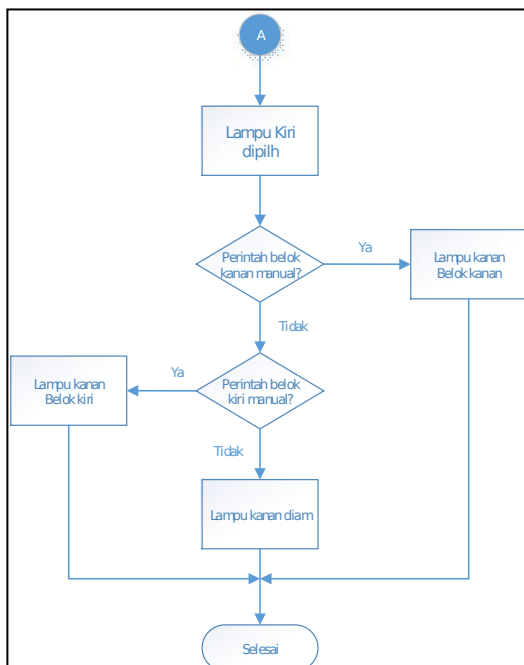 A
Lampu Kiri
dipilh
Perintah belok
kanan manual?
Ya
Lampu kanan
Belok kanan
Tidak
Perintah belok
kiri manual?
Ya
Lampu kanan
Belok kiri
Tidak
Lampu kanan diam
Selesai